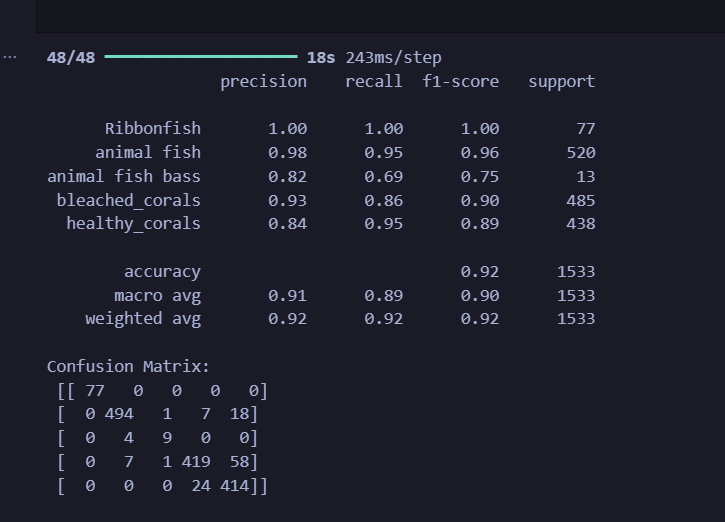 48/48 ━━━━━━━━━━━━━━━━━━━━ 18s 243ms/step
precision recall f1-score support
Ribbonfish 1.00 1.00 1.00 77
animal fish 0.98 0.95 0.96 520
animal fish bass 0.82 0.69 0.75 13
bleached_corals 0.93 0.86 0.90 485
healthy_corals 0.84 0.95 0.89 438
accuracy 0.92 1533
macro avg 0.91 0.89 0.90 1533
weighted avg 0.92 0.92 0.92 1533
Confusion Matrix:
[[ 77 0 0 0 0]
[ 0 494 1 7 18]
[ 0 4 9 0 0]
[ 0 7 1 419 58]
[ 0 0 0 24 414]]